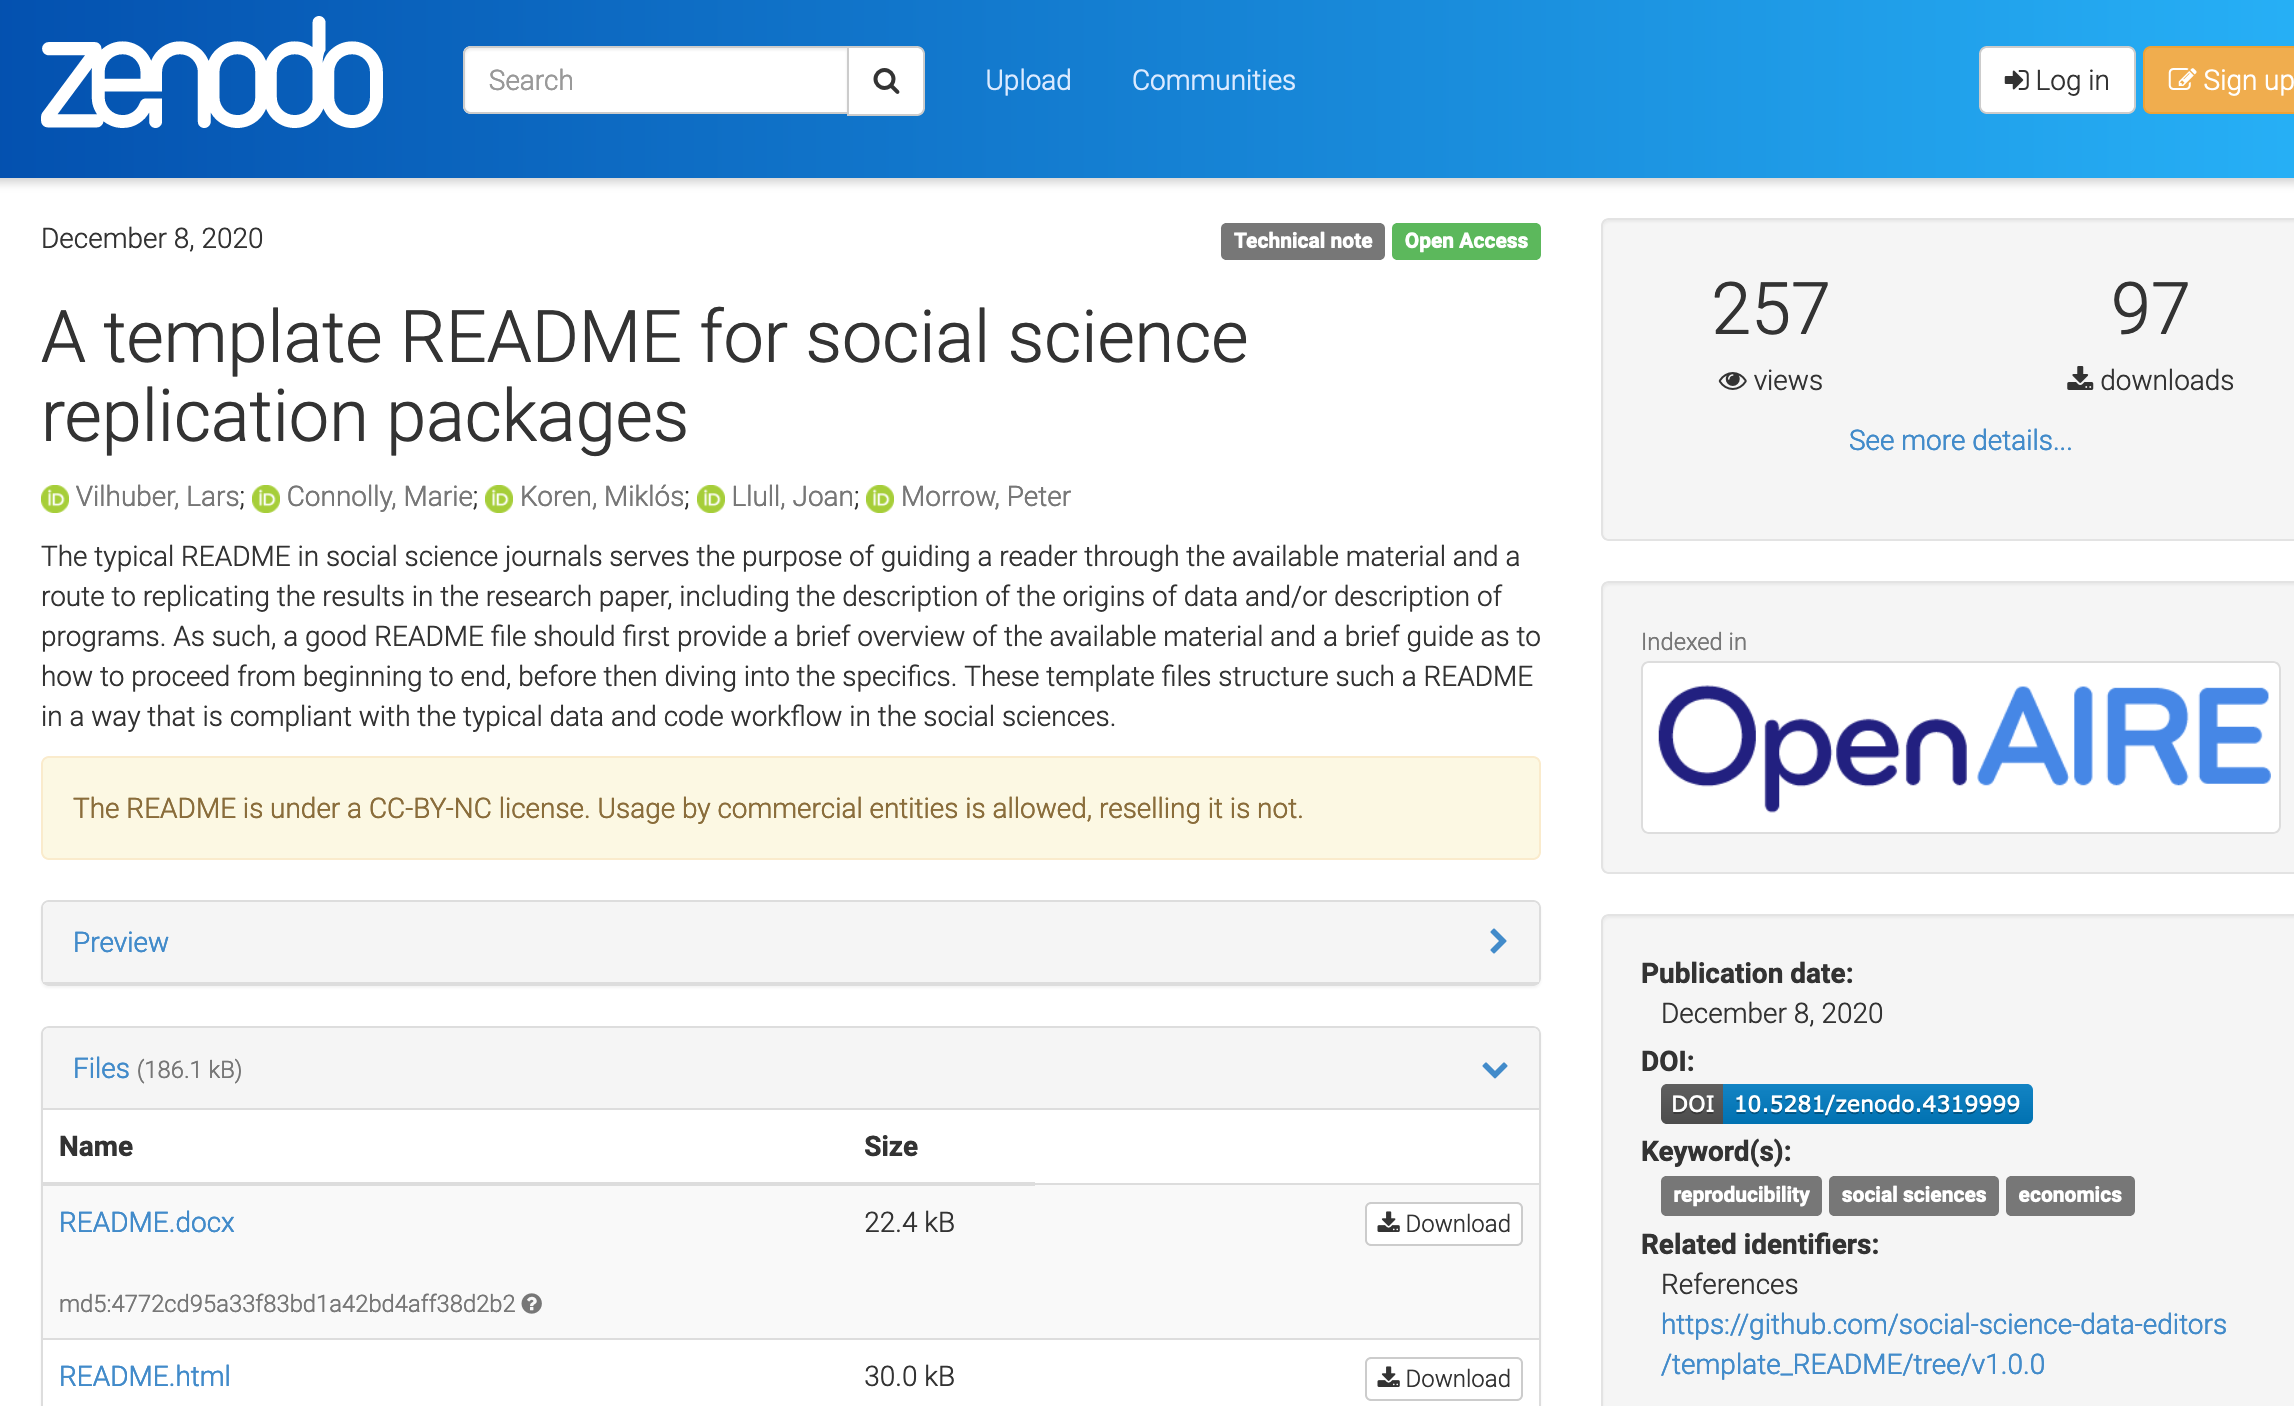 zenodo
Search
Upload
Communities
Log in
Sign up
December 8, 2020
Technical note
Open Access
A template README for social science
replication packages
Vilhuber, Lars; Connolly, Marie; Koren, Miklós; Llull, Joan; Morrow, Peter
The typical README in social science journals serves the purpose of guiding a reader through the available material and a
route to replicating the results in the research paper, including the description of the origins of data and/or description of
programs. As such, a good README file should first provide a brief overview of the available material and a brief guide as to
how to proceed from beginning to end, before then diving into the specifics. These template files structure such a README
in a way that is compliant with the typical data and code workflow in the social sciences.
The README is under a CC-BY-NC license. Usage by commercial entities is allowed, reselling it is not.
Preview
Files (186.1 kB)
Name Size
README.docx 22.4 kB Download
md5:4772cd95a33f83bd1a42bd4aff38d2b2
README.html 30.0 kB Download
257 97
views downloads
See more details...
Indexed in
OpenAIRE
Publication date:
December 8, 2020
DOI:
DOI 10.5281/zenodo.4319999
Keyword(s):
reproducibility social sciences economics
Related identifiers:
References
https://github.com/social-science-data-editors
/template_README/tree/v1.0.0